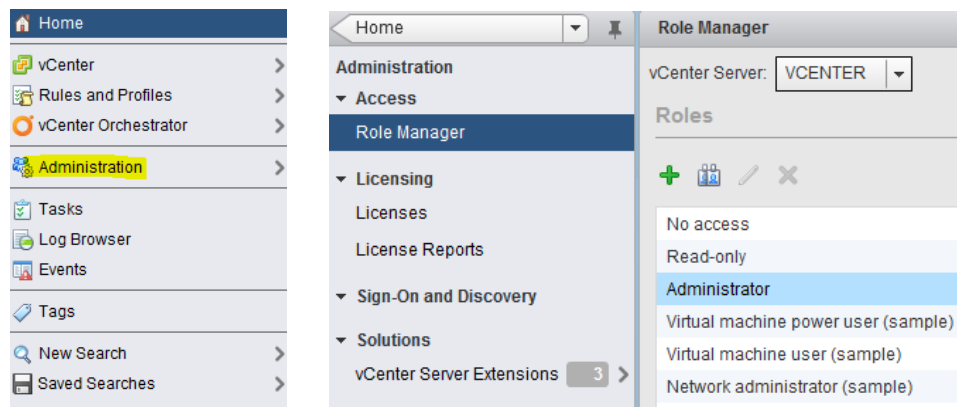 Home
vCenter
Rules and Profiles
vCenter Orchestrator
Administration
Tasks
Log Browser
Events
Tags
New Search
Saved Searches
Home
Administration
Access
Role Manager
Licensing
Licenses
License Reports
Sign-On and Discovery
Solutions
vCenter Server Extensions 3
Role Manager
vCenter Server: VCENTER
Roles
No access
Read-only
Administrator
Virtual machine power user (sample)
Virtual machine user (sample)
Network administrator (sample)